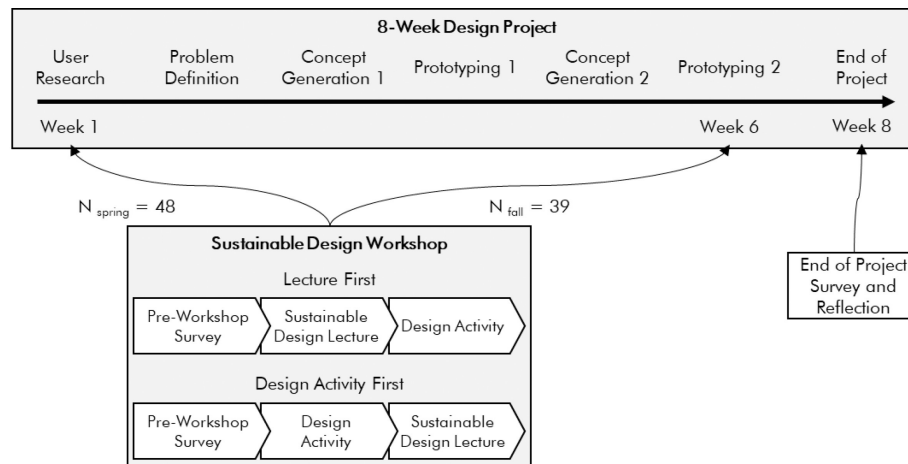 8-Week Design Project
User Research
Problem Definition
Concept Generation 1
Prototyping 1
Concept Generation 2
Prototyping 2
End of Project
Week 1
Week 6
Week 8
N spring = 48
N fall = 39
Sustainable Design Workshop
Lecture First
Pre-Workshop Survey
Sustainable Design Lecture
Design Activity
Design Activity First
Pre-Workshop Survey
Design Activity
Sustainable Design Lecture
End of Project
Survey and
Reflection